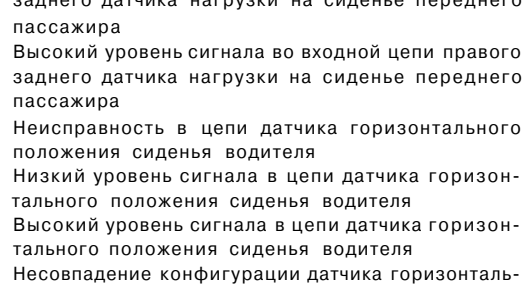 заднего датчика нагрузки на сиденье переднего
пассажира
Высокий уровень сигнала во входной цепи правого
заднего датчика нагрузки на сиденье переднего
пассажира
Неисправность в цепи датчика горизонтального
положения сиденья водителя
Низкий уровень сигнала в цепи датчика горизон-
тального положения сиденья водителя
Высокий уровень сигнала в цепи датчика горизон-
тального положения сиденья водителя
Несовпадение конфигурации датчика горизонталь-